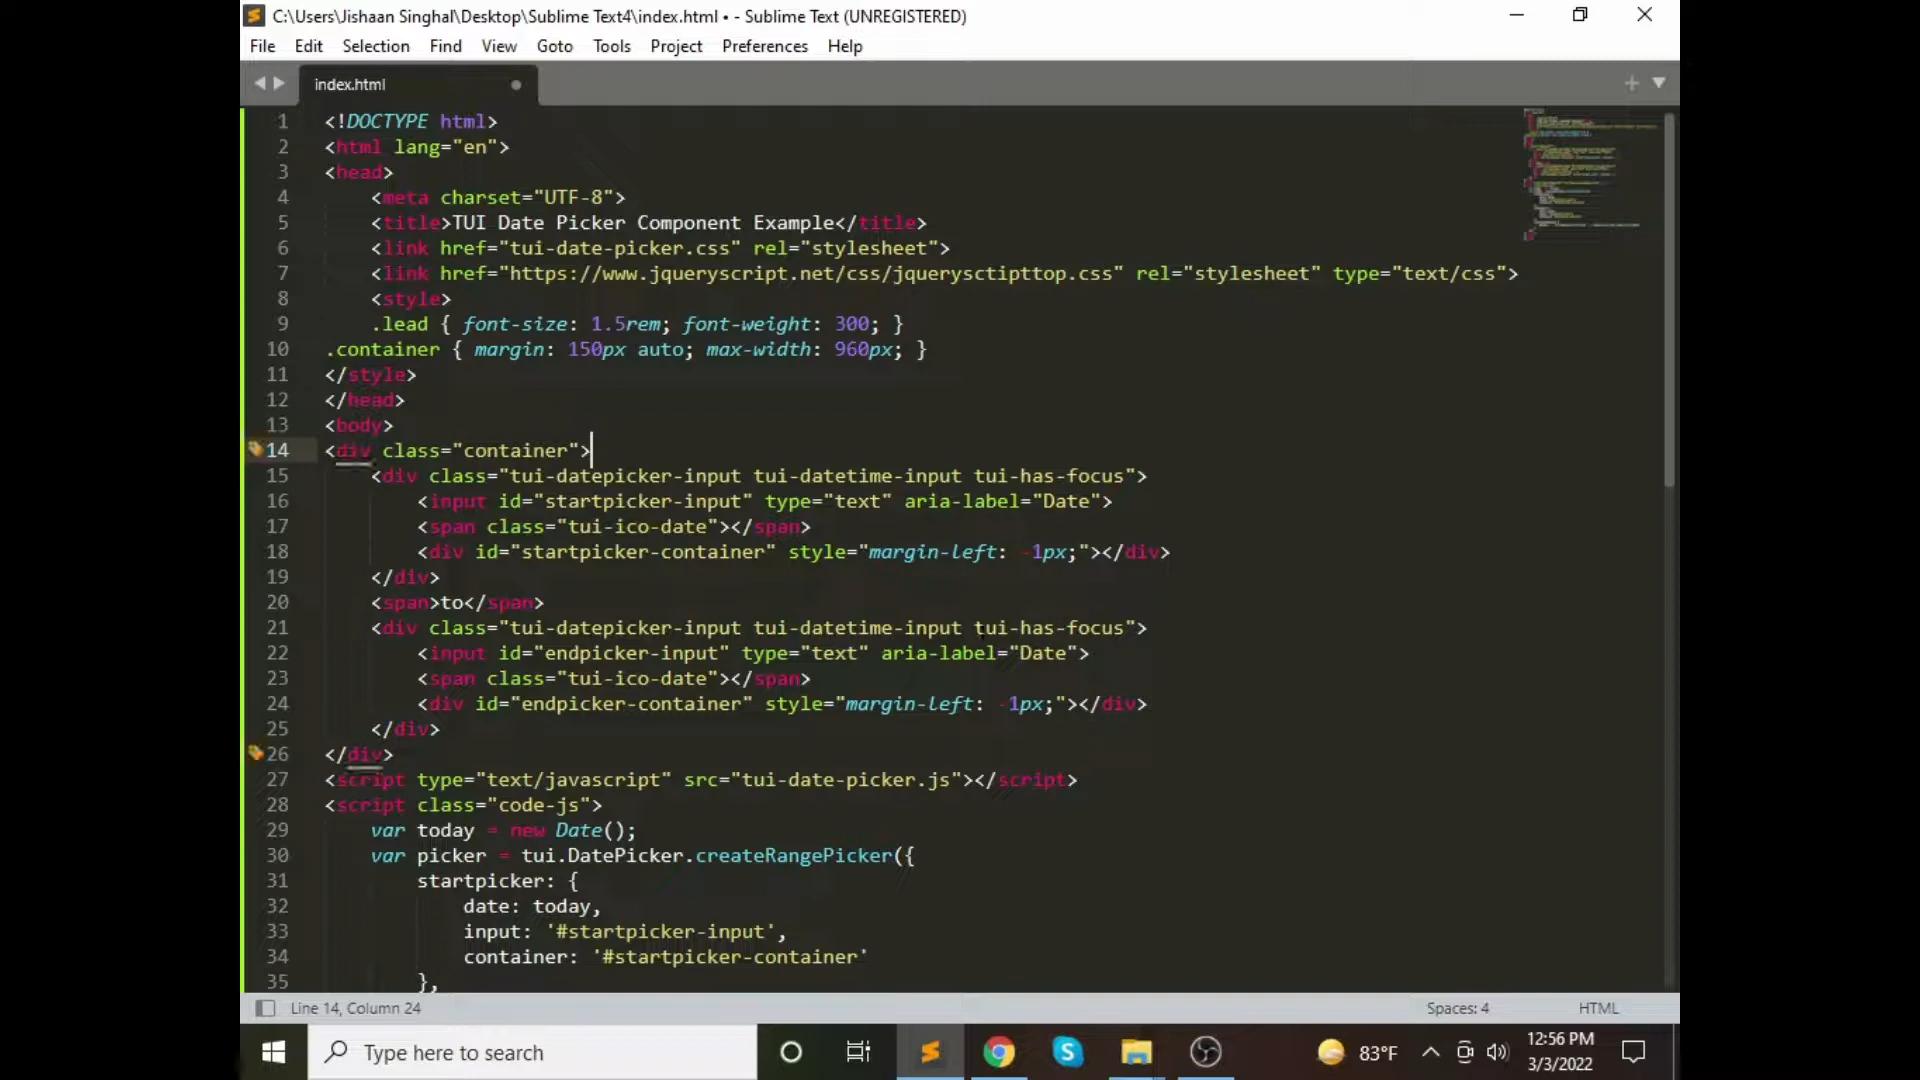 C:\Users\Jishaan Singhal\Desktop\Sublime Text4\index.html • - Sublime Text (UNREGISTERED)
File Edit Selection Find View Goto Tools Project Preferences Help
index.html
1 <!DOCTYPE html>
2 <html lang="en">
3 <head>
4 <meta charset="UTF-8">
5 <title>TUI Date Picker Component Example</title>
6 <link href="tui-date-picker.css" rel="stylesheet">
7 <link href="https://www.jqueryscript.net/css/jquerysctipttop.css" rel="stylesheet" type="text/css">
8 <style>
9 .lead { font-size: 1.5rem; font-weight: 300; }
10 .container { margin: 150px auto; max-width: 960px; }
11 </style>
12 </head>
13 <body>
14 <div class="container">
15 <div class="tui-datepicker-input tui-datetime-input tui-has-focus">
16 <input id="startpicker-input" type="text" aria-label="Date">
17 <span class="tui-ico-date"></span>
18 <div id="startpicker-container" style="margin-left: -1px;"></div>
19 </div>
20 <span>to</span>
21 <div class="tui-datepicker-input tui-datetime-input tui-has-focus">
22 <input id="endpicker-input" type="text" aria-label="Date">
23 <span class="tui-ico-date"></span>
24 <div id="endpicker-container" style="margin-left: -1px;"></div>
25 </div>
26 </div>
27 <script type="text/javascript" src="tui-date-picker.js"></script>
28 <script class="code-js">
29 var today = new Date();
30 var picker = tui.DatePicker.createRangePicker({
31 startpicker: {
32 date: today,
33 input: '#startpicker-input',
34 container: '#startpicker-container'
35 },
Line 14, Column 24 Spaces: 4 HTML
Type here to search 83°F 12:56 PM
3/3/2022